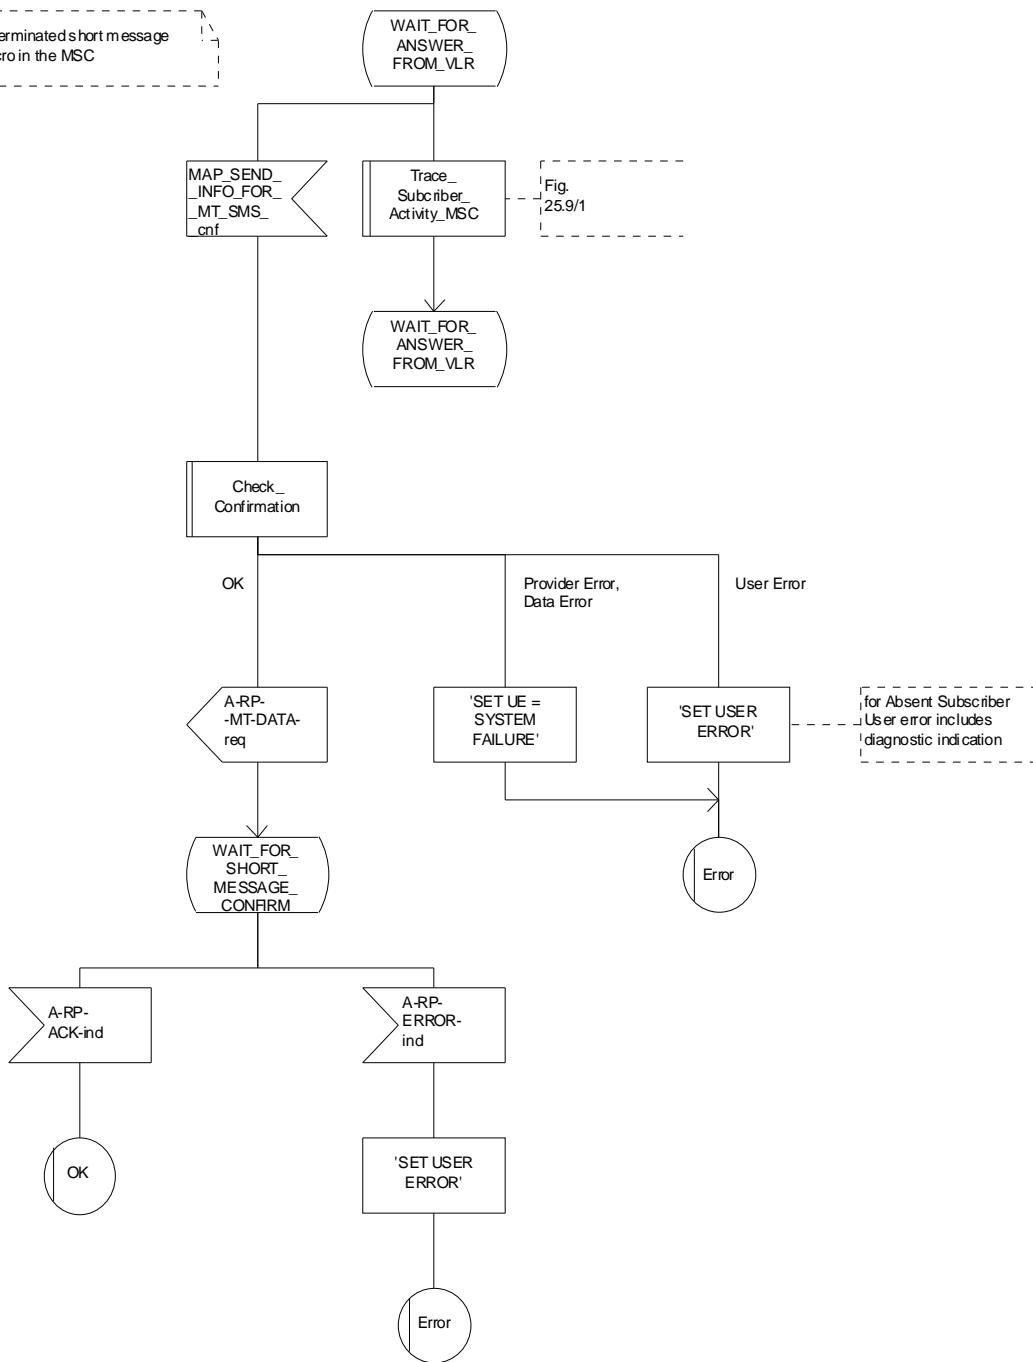 short message
in the MSC
WAIT_FOR_
ANSWER_
FROM_VLR
MAP_SEND_
_INFO_FOR_
_MT_SMS_
_cnf
Trace_
Subcriber_
Activity_MSC
Fig.
25.9/1
WAIT_FOR_
ANSWER_
FROM_VLR
Check_
Confirmation
OK
Provider Error,
Data Error
User Error
A-RP-
-MT-DATA-
req
'SET UE =
SYSTEM
FAILURE'
'SET USER
ERROR'
for Absent Subscriber
User error includes
diagnostic indication
WAIT_FOR_
SHORT_
MESSAGE_
CONFIRM
Error
A-RP-
ACK-ind
A-RP-
ERROR-
ind
OK
'SET USER
ERROR'
Error